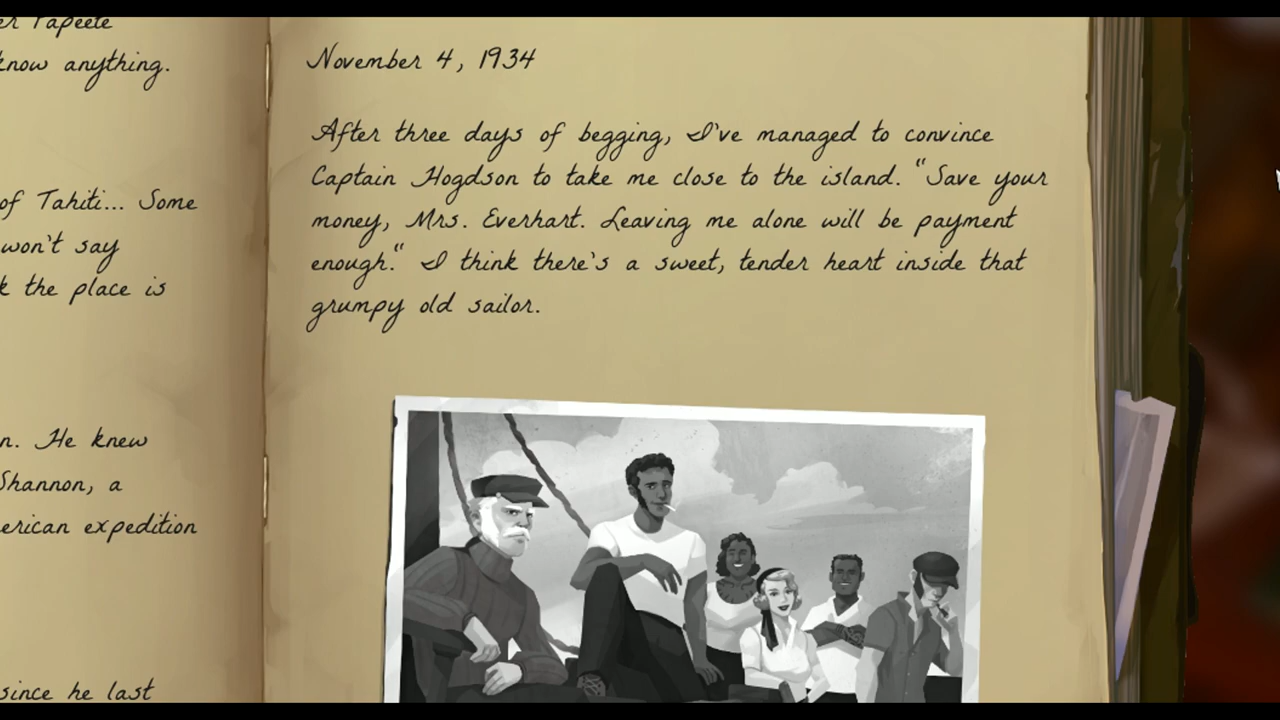 er Papeete
know anything.
of Tahiti... Some
won't say
k the place is
n. He knew
Shannon, a
erican expedition
since he last
November 4, 1934
After three days of begging, I've managed to convince
Captain Hogdson to take me close to the island. "Save your
money, Mrs. Everhart. Leaving me alone will be payment
enough." I think there's a sweet, tender heart inside that
grumpy old sailor.